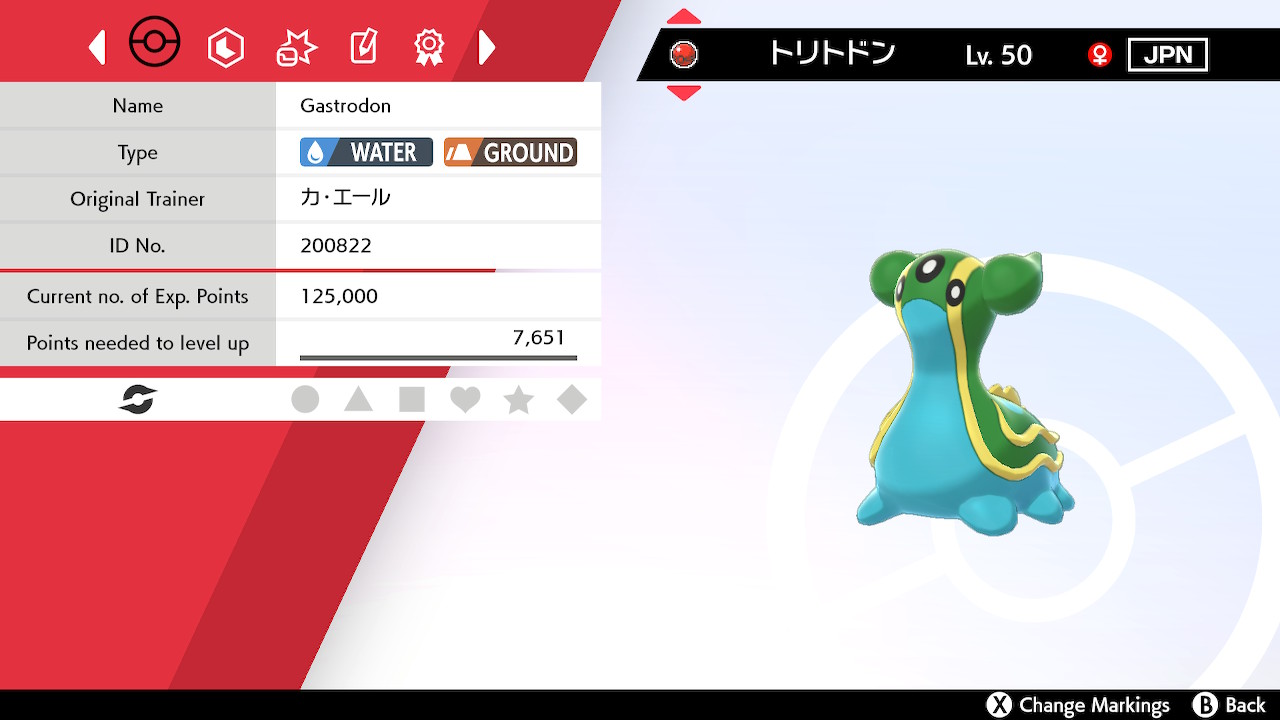 トリトドン Lv. 50 JPN
Name Gastrodon
Type WATER GROUND
Original Trainer カ・エール
ID No. 200822
Current no. of Exp. Points 125,000
Points needed to level up 7,651
X Change Markings B Back